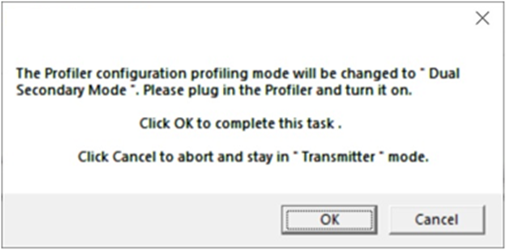 The Profiler configuration profiling mode will be changed to " Dual
Secondary Mode ". Please plug in the Profiler and turn it on.
Click OK to complete this task .
Click Cancel to abort and stay in " Transmitter " mode.
OK Cancel